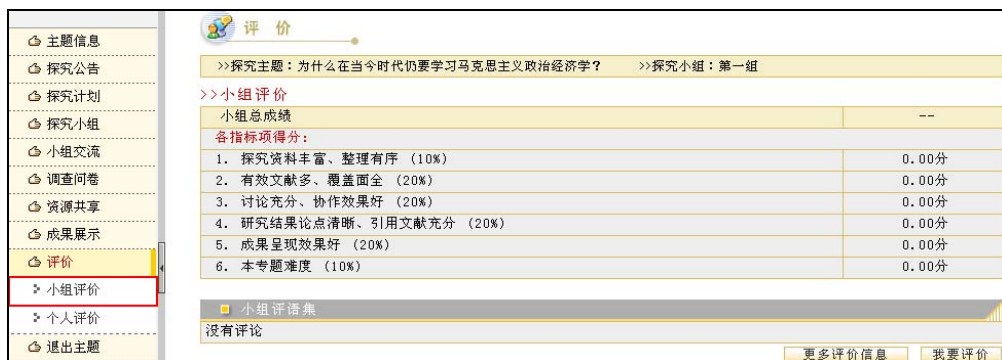 主题信息
探究公告
探究计划
探究小组
小组交流
调查问卷
资源共享
成果展示
评价
小组评价
个人评价
退出主题
评 价
>>探究主题：为什么在当今时代仍要学习马克思主义政治经济学？ >>探究小组：第一组
>>小组评价
小组总成绩 --
各指标项得分：
1. 探究资料丰富、整理有序 (10%) 0.00分
2. 有效文献多、覆盖面全 (20%) 0.00分
3. 讨论充分、协作效果好 (20%) 0.00分
4. 研究结果论点清晰、引用文献充分 (20%) 0.00分
5. 成果呈现效果好 (20%) 0.00分
6. 本专题难度 (10%) 0.00分
小组评语集
没有评论
更多评价信息 我要评价